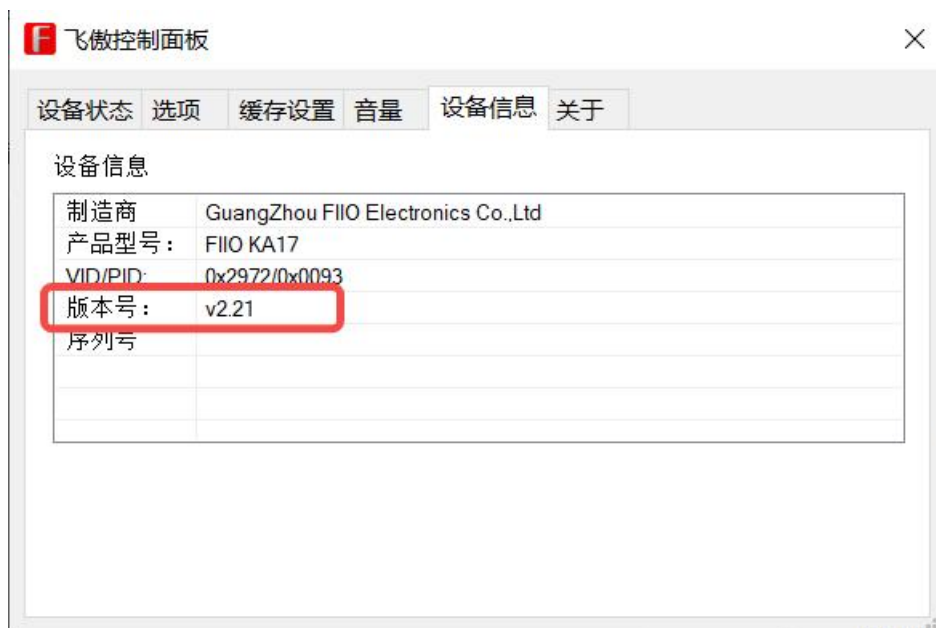 F 飞傲控制面板
设备状态 选项 缓存设置 音量 设备信息 关于
设备信息
制造商 GuangZhou FIIO Electronics Co.,Ltd
产品型号： FIIO KA17
VID/PID: 0x2972/0x0093
版本号： v2.21
序列号